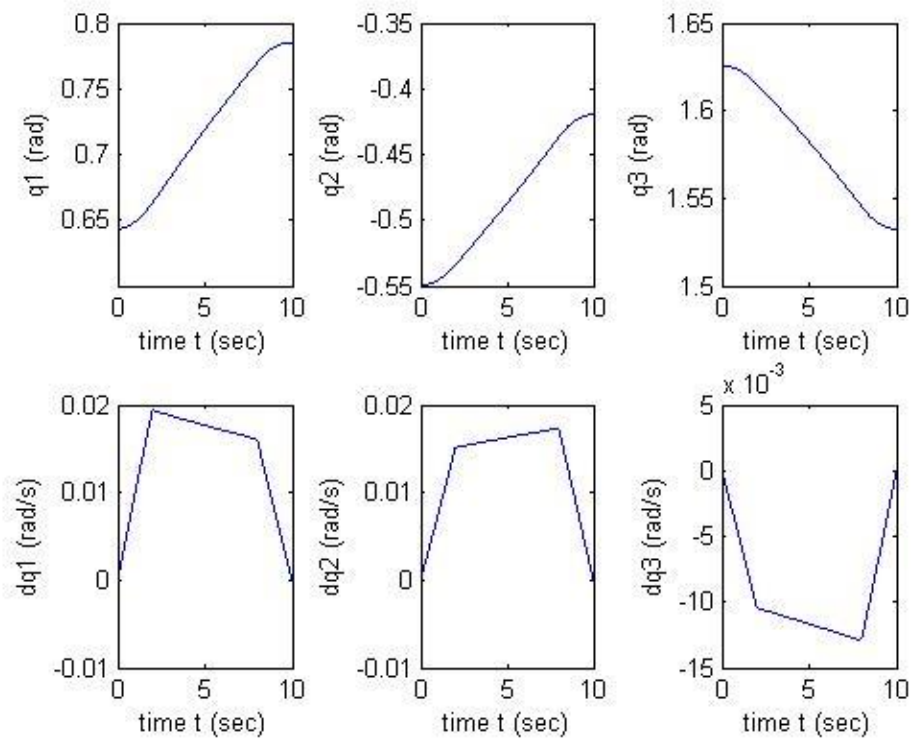 0.8
0.75
0.7
0.65
q1 (rad)
0 5 10
time t (sec)
-0.35
-0.4
-0.45
-0.5
-0.55
q2 (rad)
0 5 10
time t (sec)
1.65
1.6
1.55
1.5
q3 (rad)
0 5 10
time t (sec)
0.02
0.01
0
-0.01
dq1 (rad/s)
0 5 10
time t (sec)
0.02
0.01
0
-0.01
dq2 (rad/s)
0 5 10
time t (sec)
x 10-3
5
0
-5
-10
-15
dq3 (rad/s)
0 5 10
time t (sec)